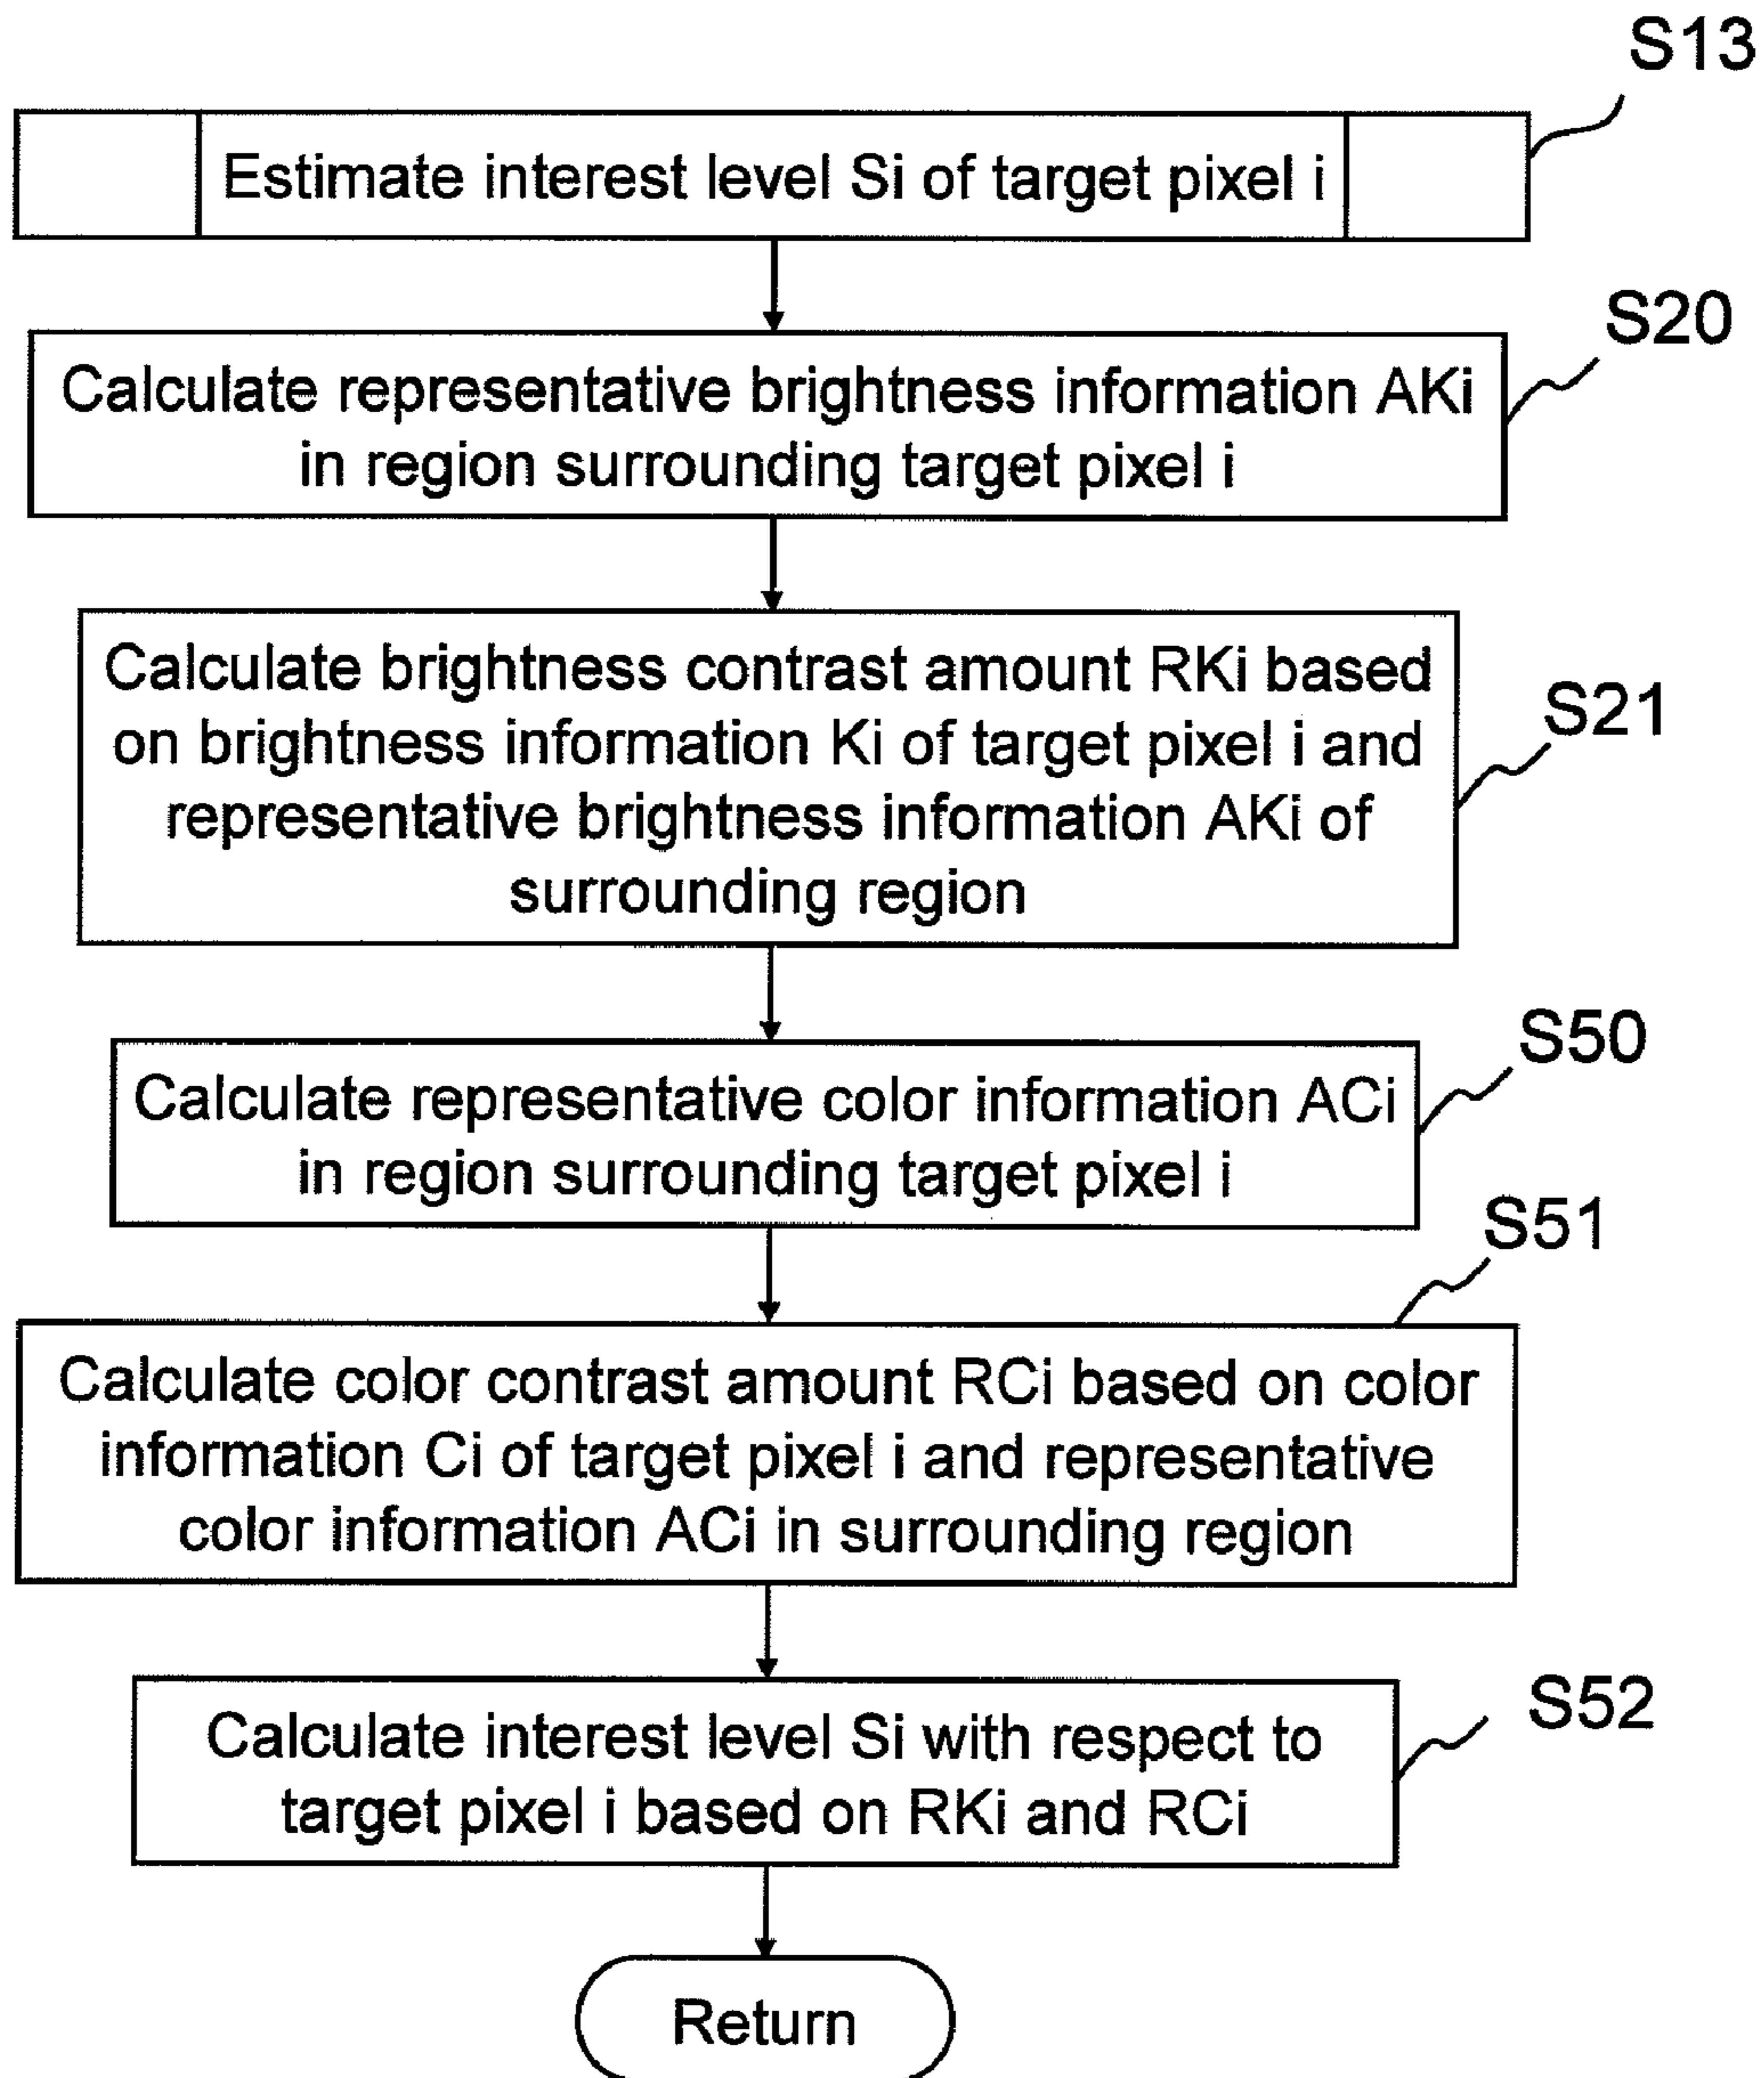 S13
Estimate interest level Si of target pixel i
S20
Calculate representative brightness information AKi
in region surrounding target pixel i
S21
Calculate brightness contrast amount RKi based
on brightness information Ki of target pixel i and
representative brightness information AKi of
surrounding region
S50
Calculate representative color information ACi
in region surrounding target pixel i
S51
Calculate color contrast amount RCi based on color
information Ci of target pixel i and representative
color information ACi in surrounding region
S52
Calculate interest level Si with respect to
target pixel i based on RKi and RCi
Return